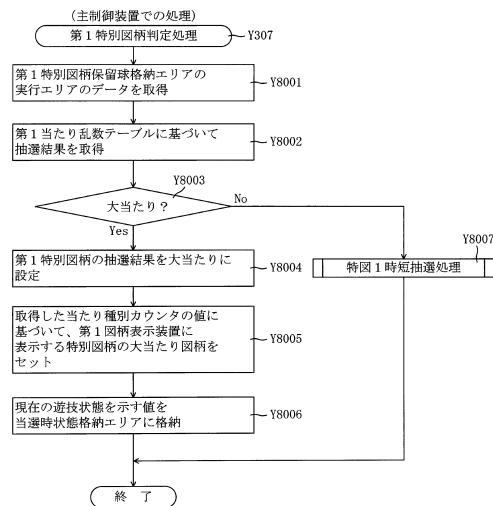 （主制御装置での処理）
第１特別図柄判定処理
Y307
第１特別図柄保留球格納エリアの
実行エリアのデータを取得
Y8001
第１当たり乱数テーブルに基づいて
抽選結果を取得
Y8002
Y8003
大当たり？
No
Yes
第１特別図柄の抽選結果を大当たりに
設定
Y8004
Y8007
特図１時短抽選処理
取得した当たり種別カウンタの値に
基づいて、第１図柄表示装置に
表示する特別図柄の大当たり図柄を
セット
Y8005
現在の遊技状態を示す値を
当選時状態格納エリアに格納
Y8006
終　了